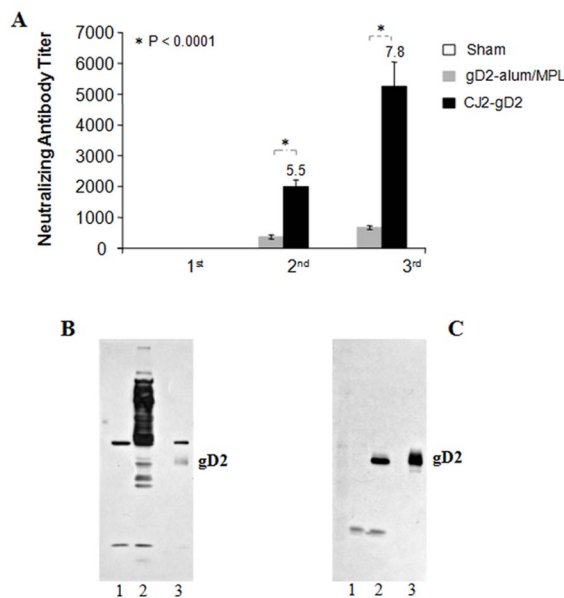 A
7000
6000
5000
4000
3000
2000
1000
0
Neutralizing Antibody Titer
* P < 0.0001
*
5.5
*
7.8
1st
2nd
3rd
Sham
gD2-alum/MPL
CJ2-gD2
B
gD2
1 2 3
C
gD2
1 2 3